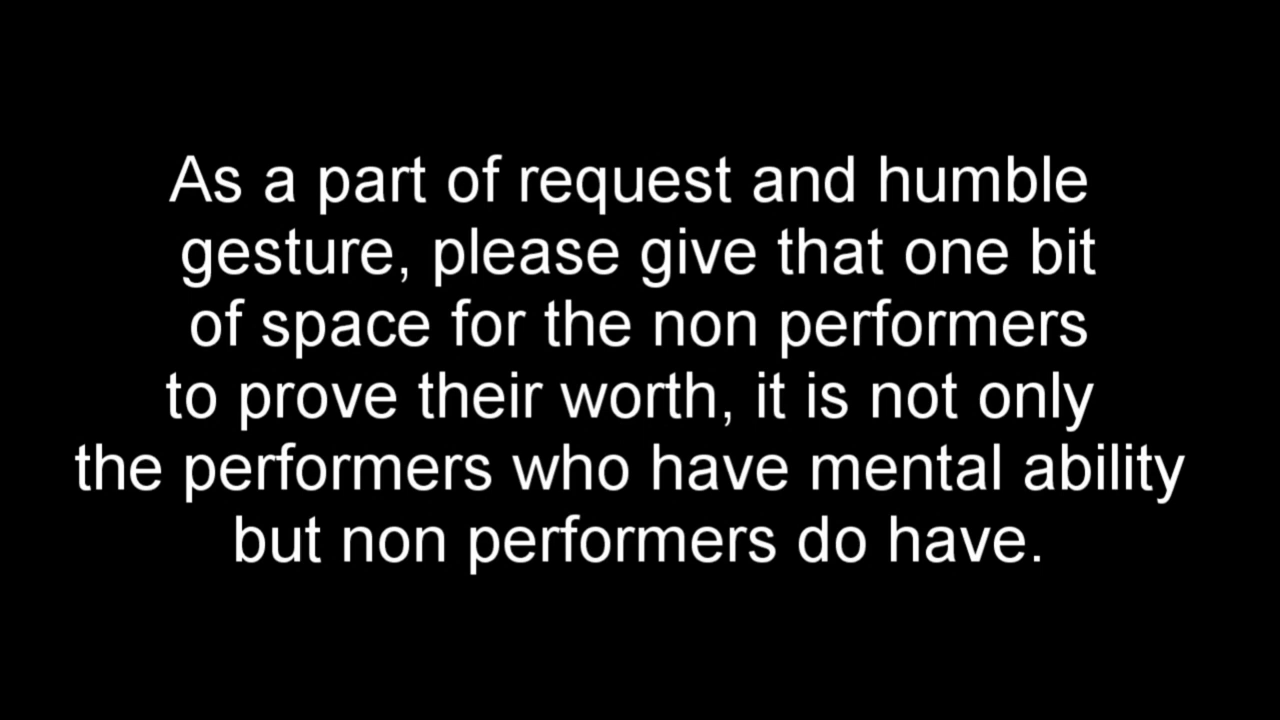 As a part of request and humble
gesture, please give that one bit
of space for the non performers
to prove their worth, it is not only
the performers who have mental ability
but non performers do have.